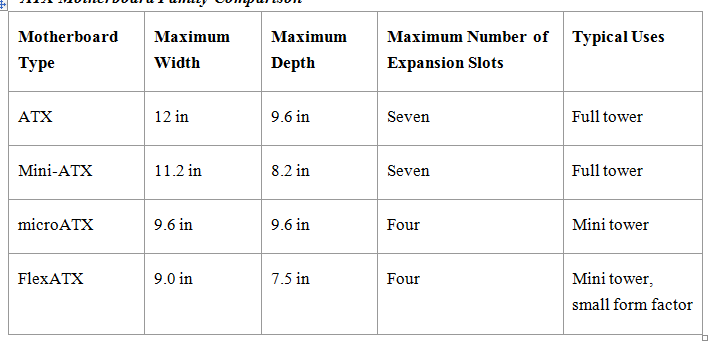 ATX Motherboard Family Comparison
Motherboard Type | Maximum Width | Maximum Depth | Maximum Number of Expansion Slots | Typical Uses
ATX | 12 in | 9.6 in | Seven | Full tower
Mini-ATX | 11.2 in | 8.2 in | Seven | Full tower
microATX | 9.6 in | 9.6 in | Four | Mini tower
FlexATX | 9.0 in | 7.5 in | Four | Mini tower, small form factor